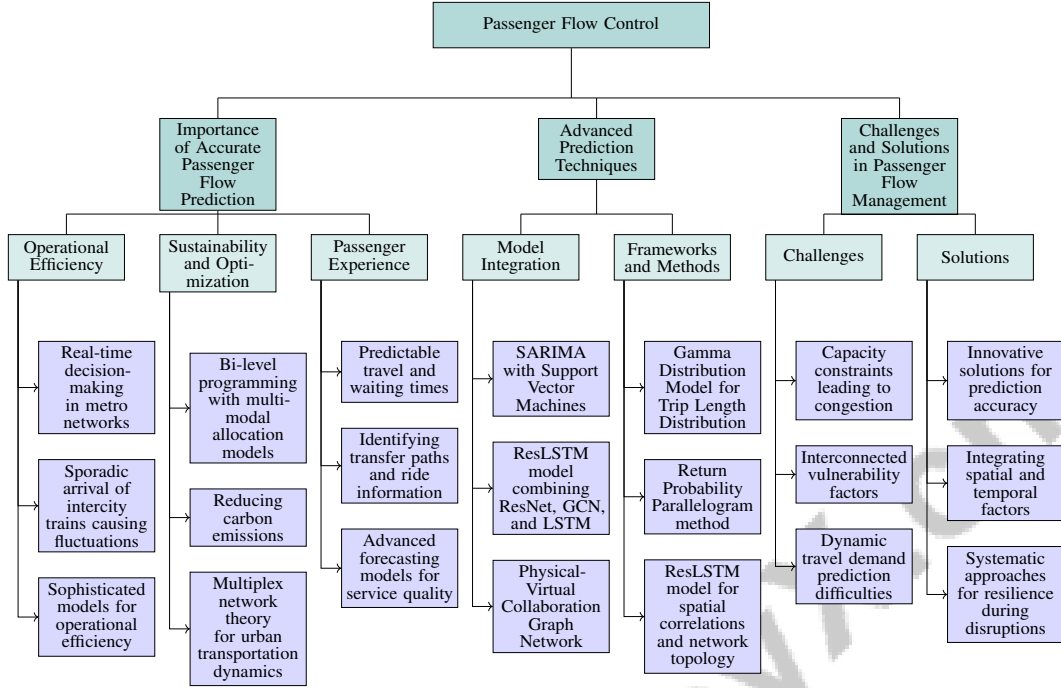 Passenger Flow Control
Importance
of Accurate
Passenger
Flow
Prediction
Advanced
Prediction
Techniques
Challenges
and Solutions
in Passenger
Flow
Management
Operational
Efficiency
Sustainability
and Opti-
mization
Passenger
Experience
Model
Integration
Frameworks
and Methods
Challenges
Solutions
Real-time
decision-
making
in metro
networks
Sporadic
arrival of
intercity
trains causing
fluctuations
Sophisticated
models for
operational
efficiency
Bi-level
programming
with multi-
modal
allocation
models
Reducing
carbon
emissions
Multiplex
network
theory
for urban
transportation
dynamics
Predictable
travel and
waiting times
Identifying
transfer paths
and ride
information
Advanced
forecasting
models for
service quality
SARIMA
with Support
Vector
Machines
ResLSTM
model
combining
ResNet, GCN,
and LSTM
Physical-
Virtual
Collaboration
Graph
Network
Gamma
Distribution
Model for
Trip Length
Distribution
Return
Probability
Parallelogram
method
ResLSTM
model for
spatial
correlations
and network
topology
Capacity
constraints
leading to
congestion
Interconnected
vulnerability
factors
Dynamic
travel demand
prediction
difficulties
Innovative
solutions for
prediction
accuracy
Integrating
spatial and
temporal
factors
Systematic
approaches
for resilience
during
disruptions